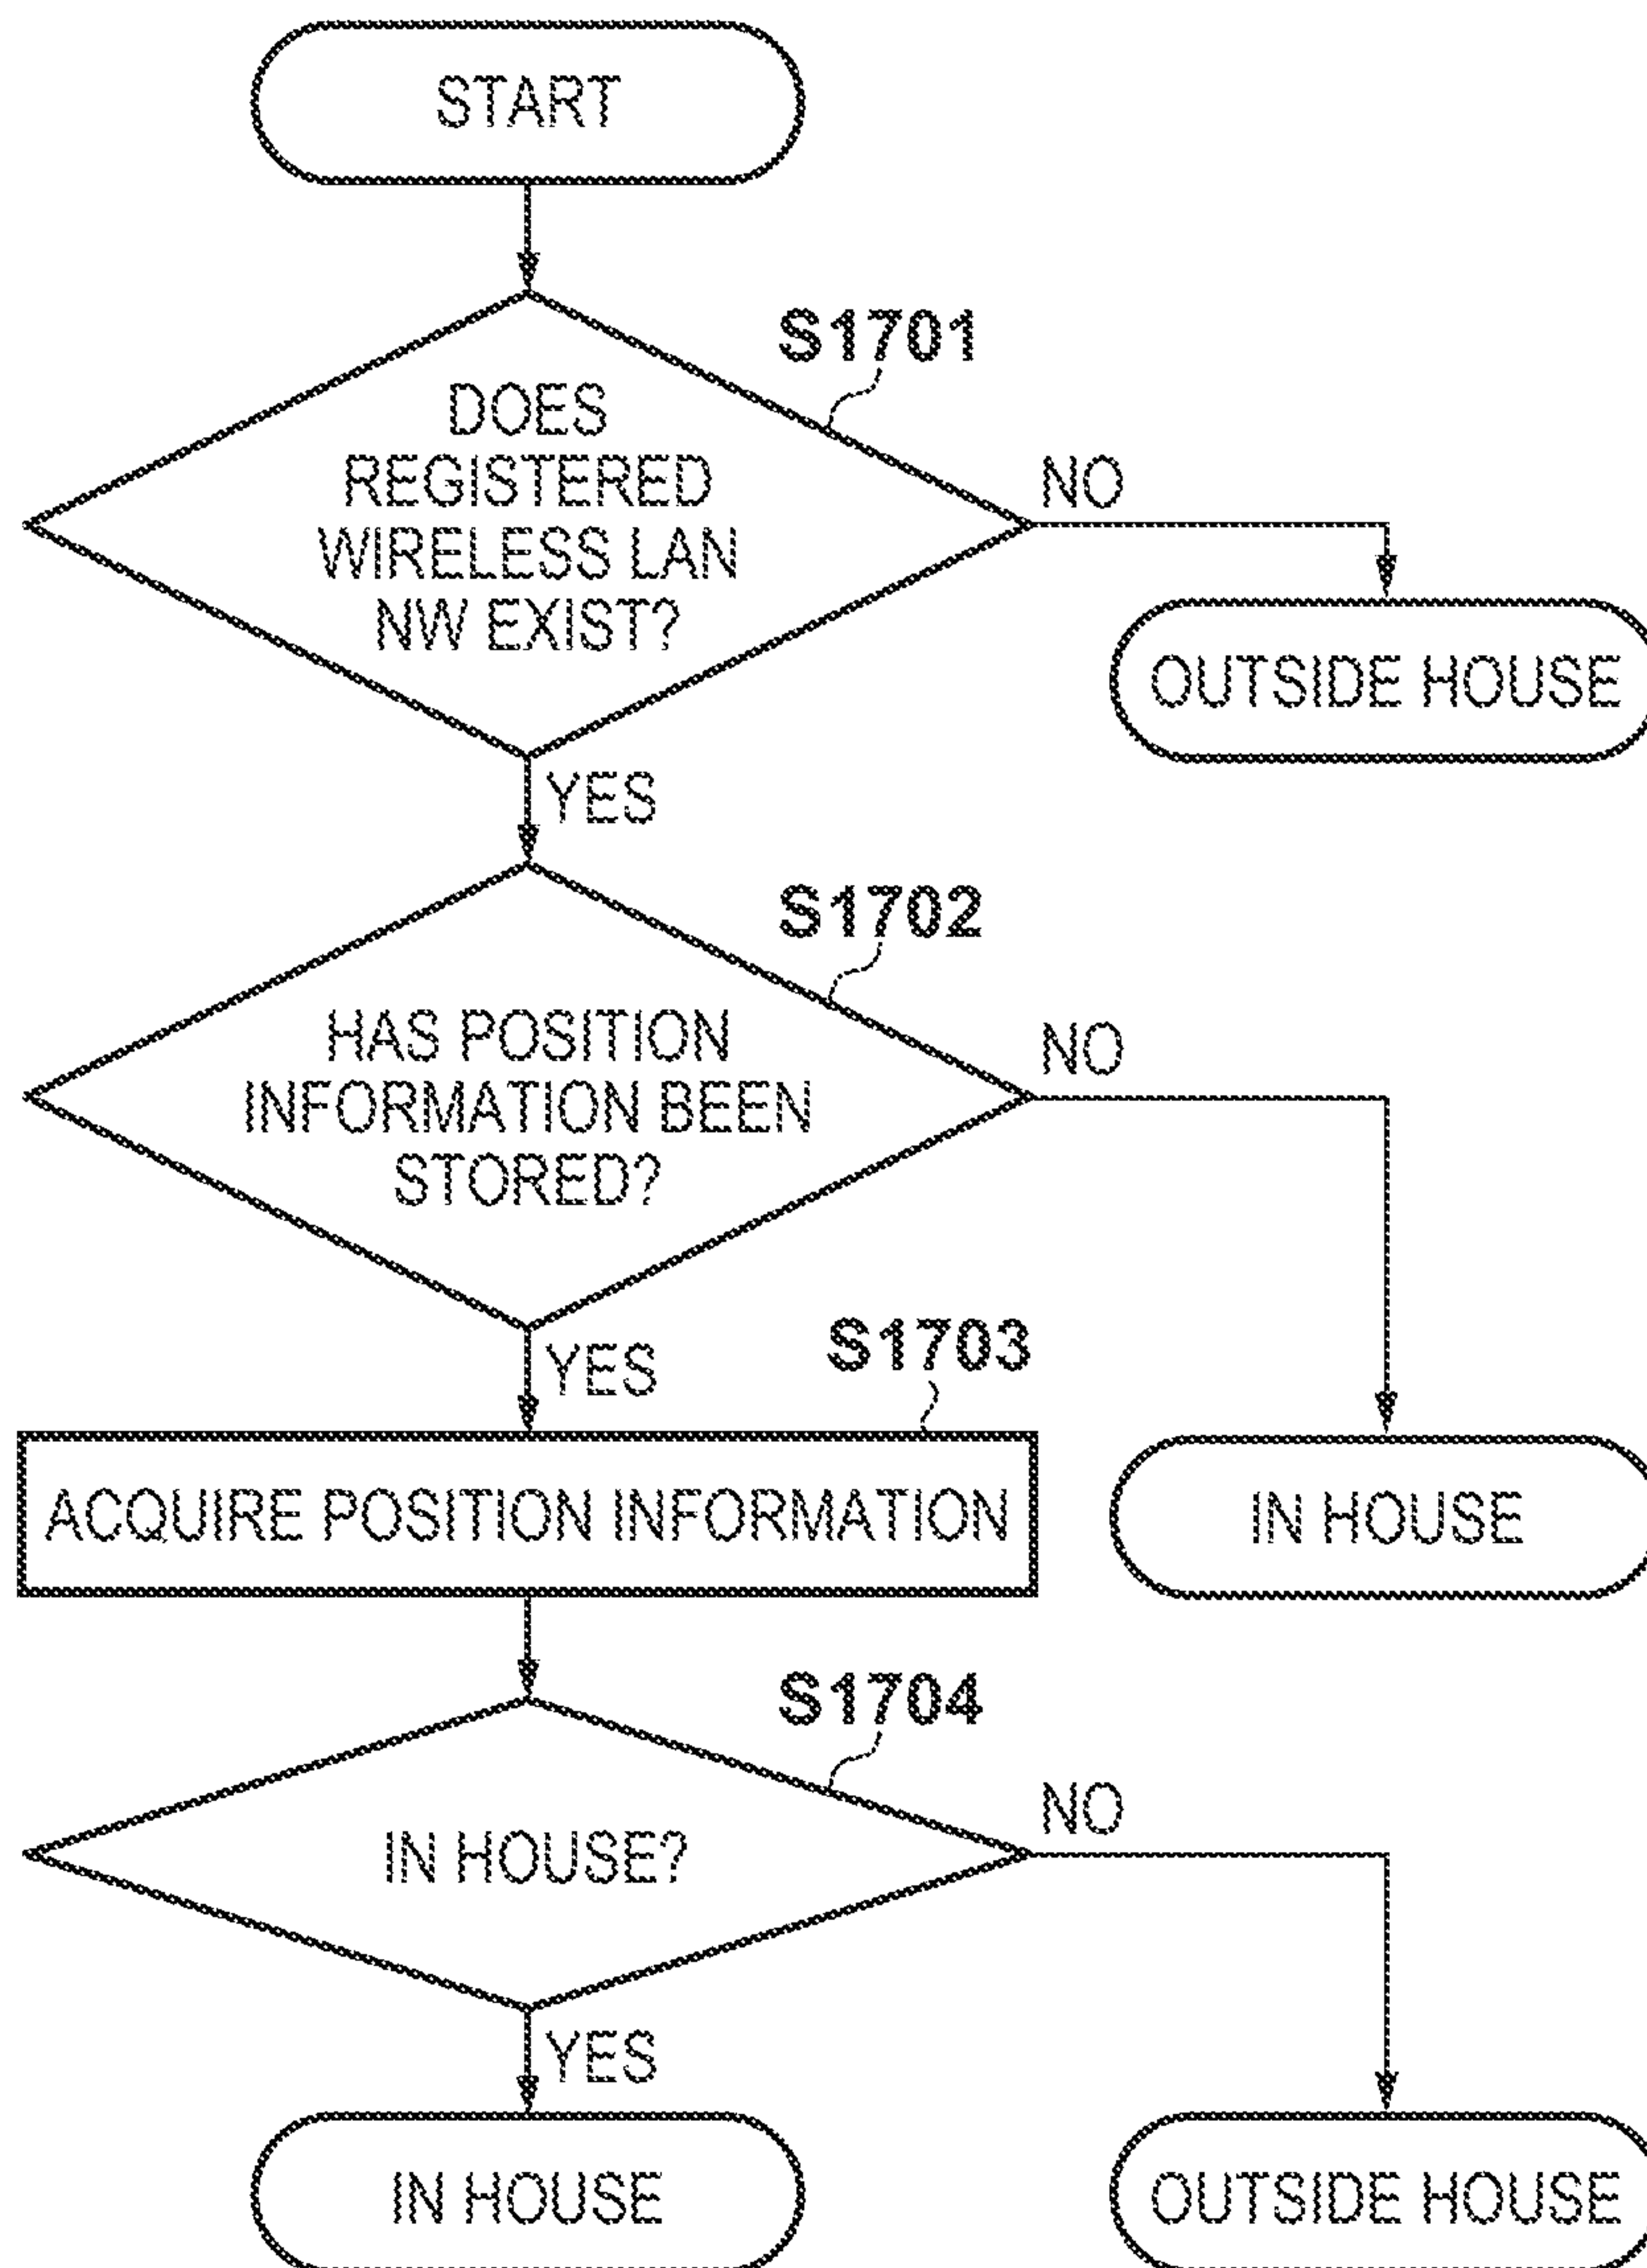 START
S1701
DOES
REGISTERED
WIRELESS LAN
NW EXIST?
NO
OUTSIDE HOUSE
YES
S1702
HAS POSITION
INFORMATION BEEN
STORED?
NO
YES
S1703
ACQUIRE POSITION INFORMATION
IN HOUSE
S1704
IN HOUSE?
NO
YES
IN HOUSE
OUTSIDE HOUSE